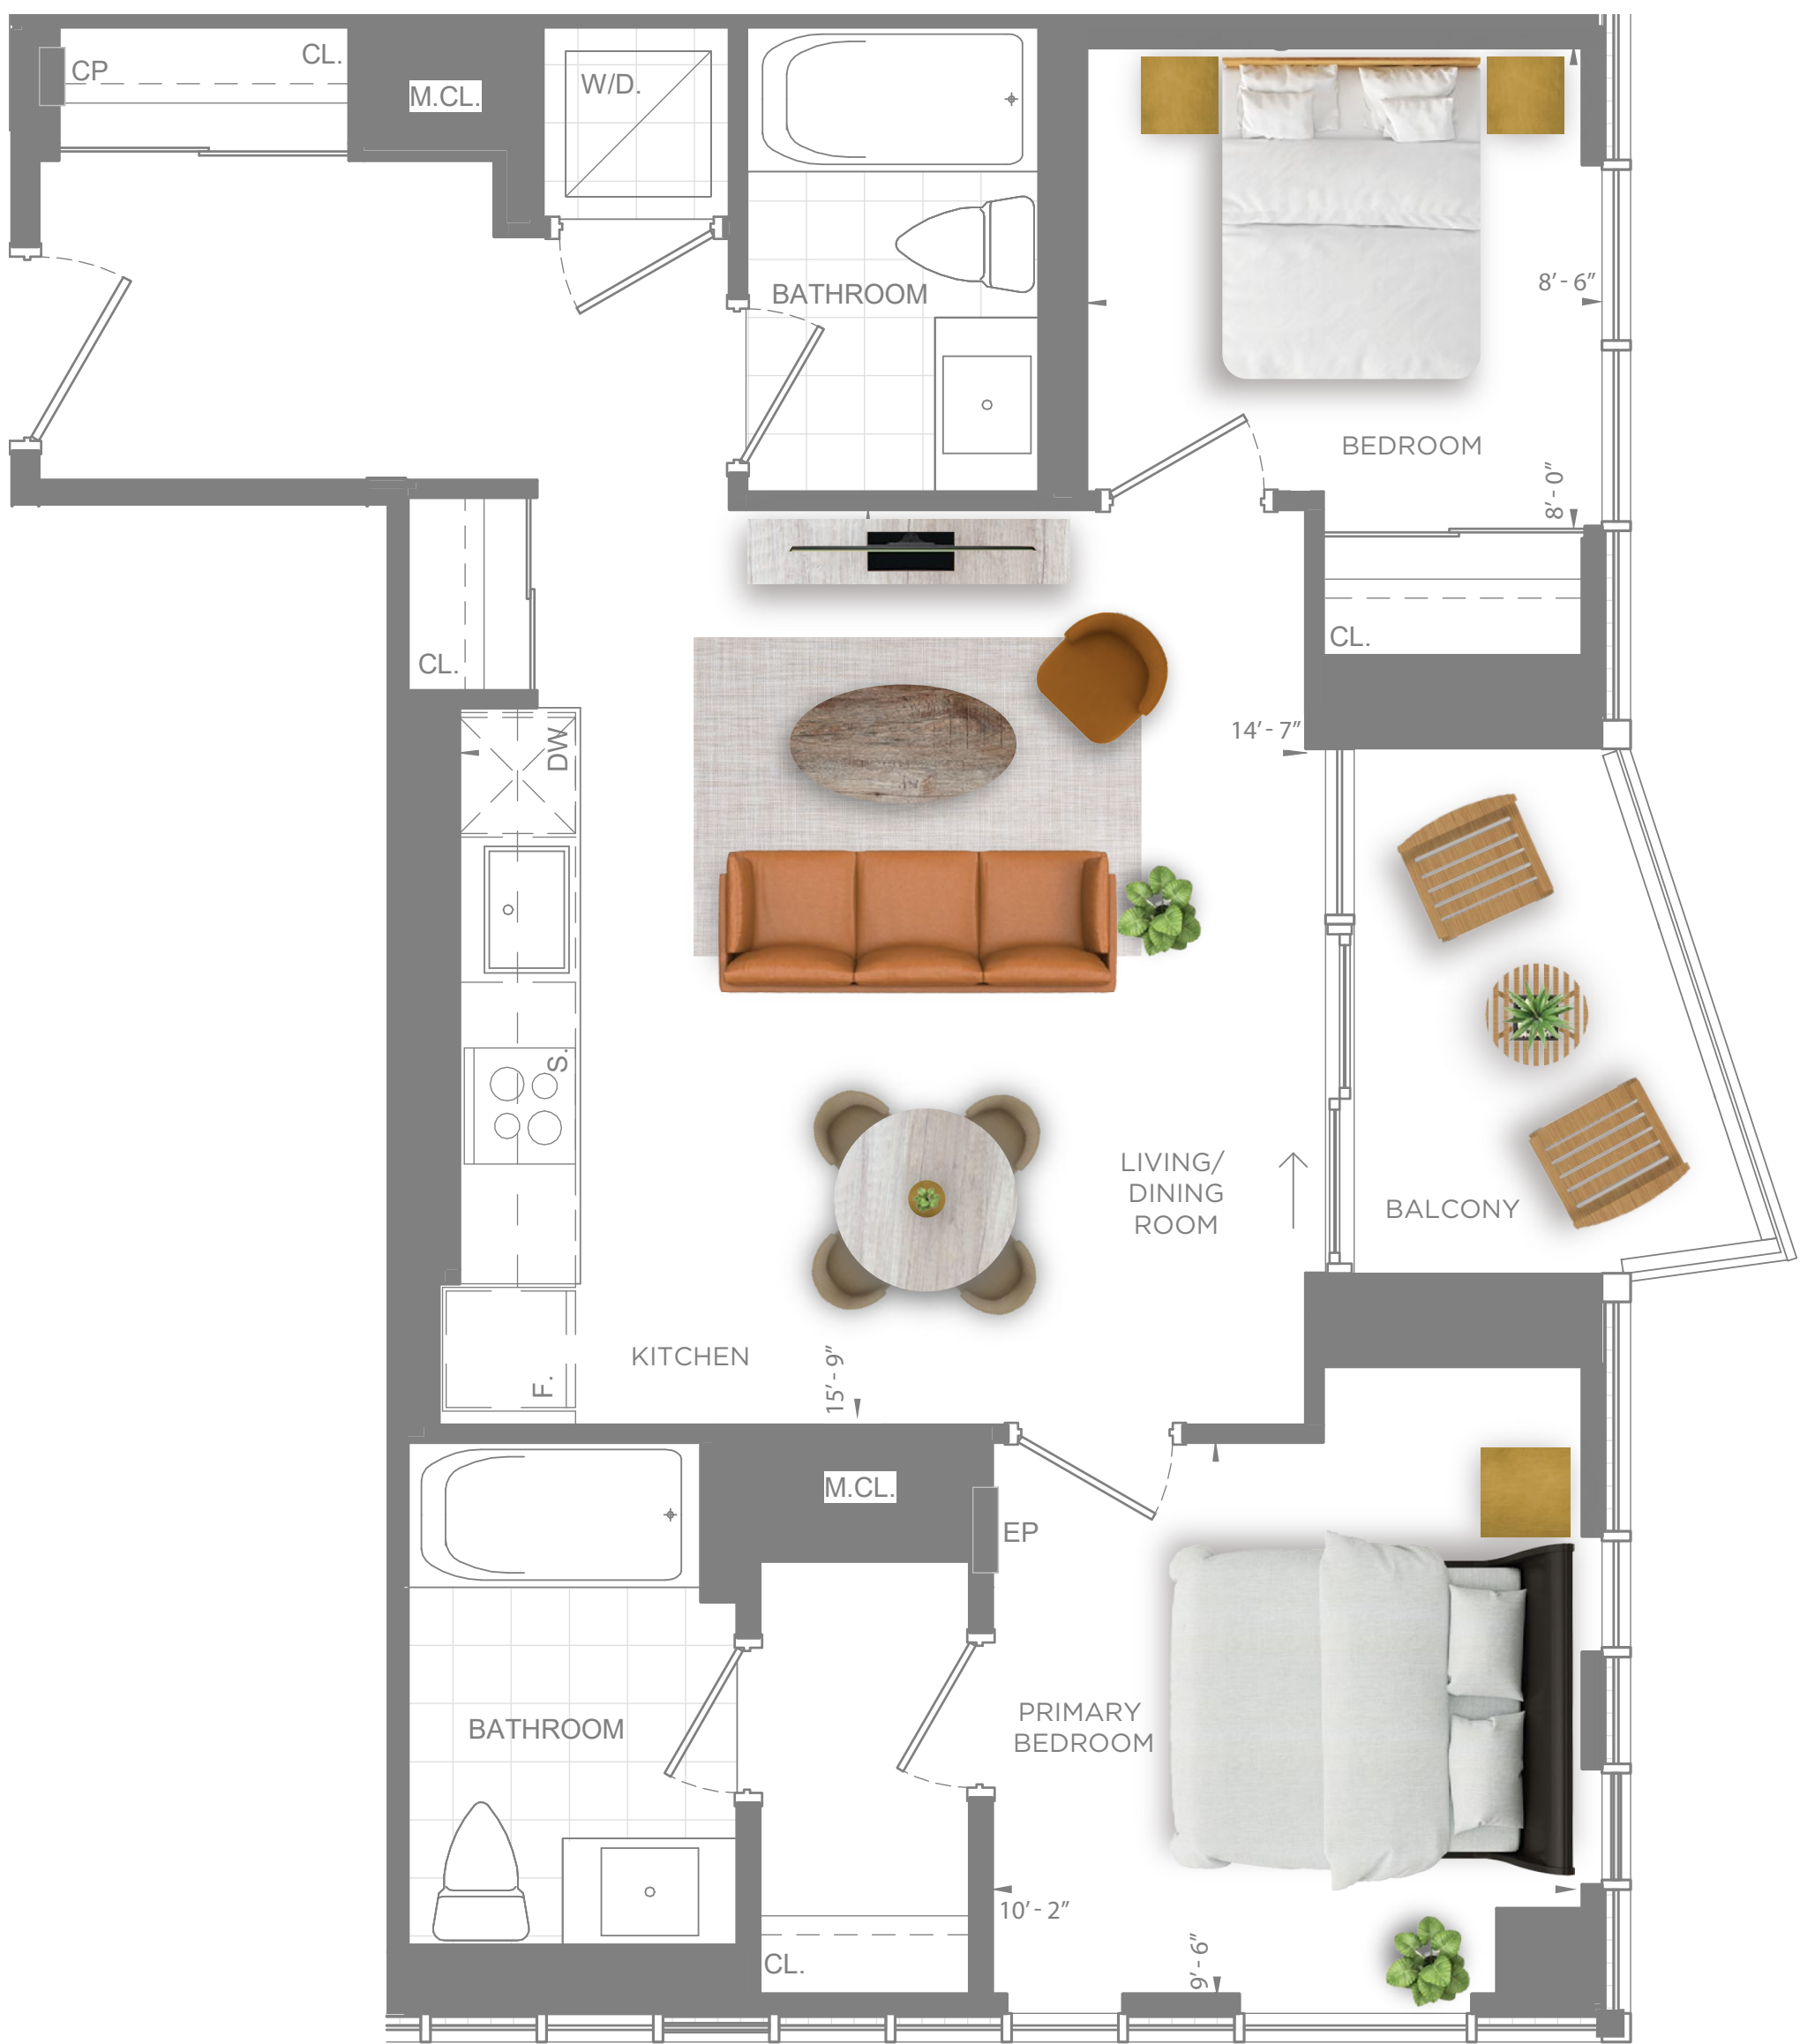 CP
CL.
M.CL.
W/D.
BATHROOM
8’ - 6”
BEDROOM
8’ - 0”
CL.
CL.
DW.
14’ - 7”
S.
LIVING/
DINING
ROOM
BALCONY
KITCHEN
15’ - 9”
F.
M.CL.
EP
PRIMARY
BEDROOM
BATHROOM
10’ - 2”
9’ - 6”
CL.